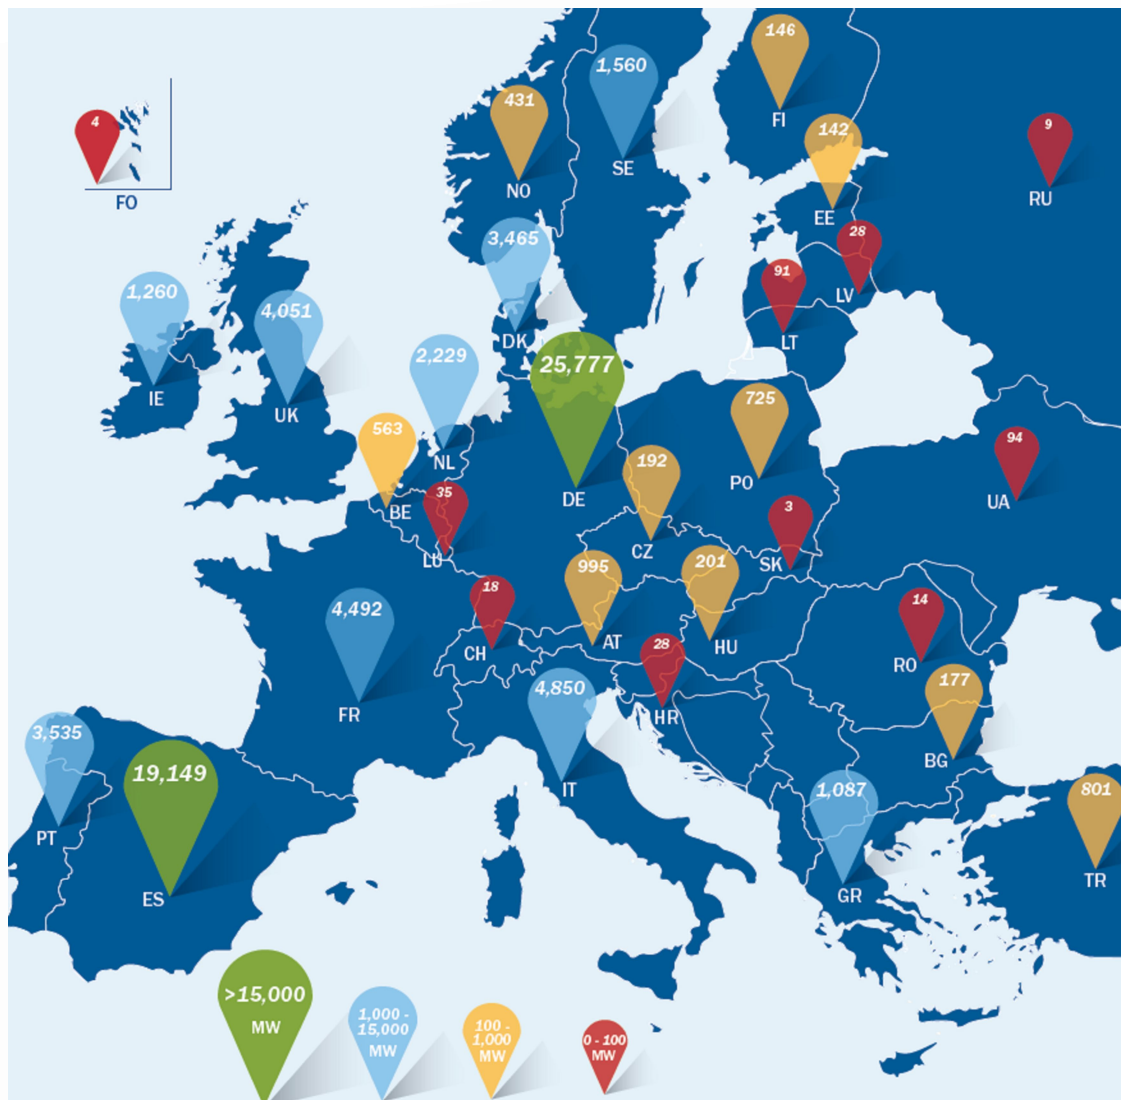 146
FI
1,560
SE
431
NO
4
FO
142
EE
9
RU
28
LV
91
LT
3,465
DK
1,260
IE
4,051
UK
2,229
NL
25,777
DE
725
PO
563
BE
192
CZ
94
UA
35
LU
3
SK
995
AT
201
HU
18
CH
4,492
FR
14
RO
28
HR
177
BG
4,850
IT
3,535
PT
19,149
ES
1,087
GR
801
TR
>15,000
MW
1,000 -
15,000
MW
100 -
1,000
MW
0 - 100
MW